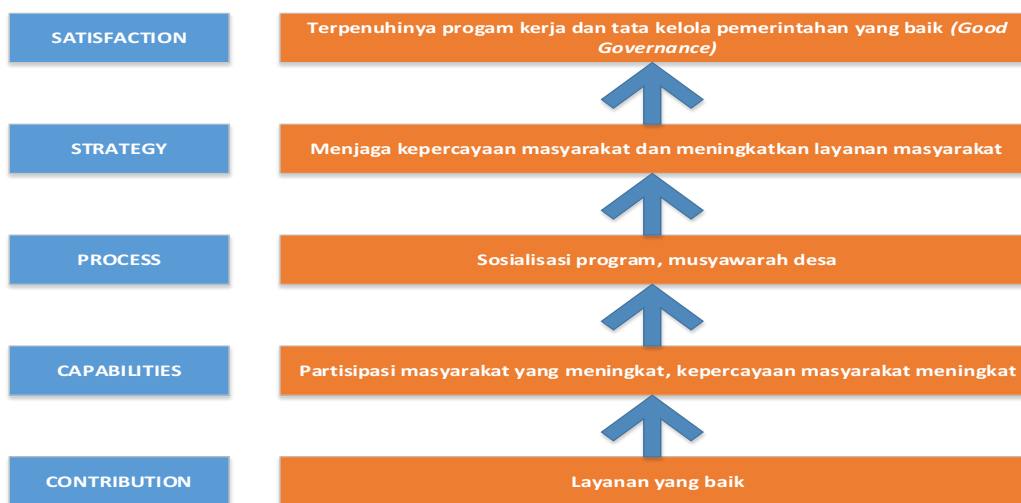 SATISFACTION
Terpenuhinya progam kerja dan tata kelola pemerintahan yang baik (Good
Governance)
STRATEGY
Menjaga kepercayaan masyarakat dan meningkatkan layanan masyarakat
PROCESS
Sosialisasi program, musyawarah desa
CAPABILITIES
Partisipasi masyarakat yang meningkat, kepercayaan masyarakat meningkat
CONTRIBUTION
Layanan yang baik